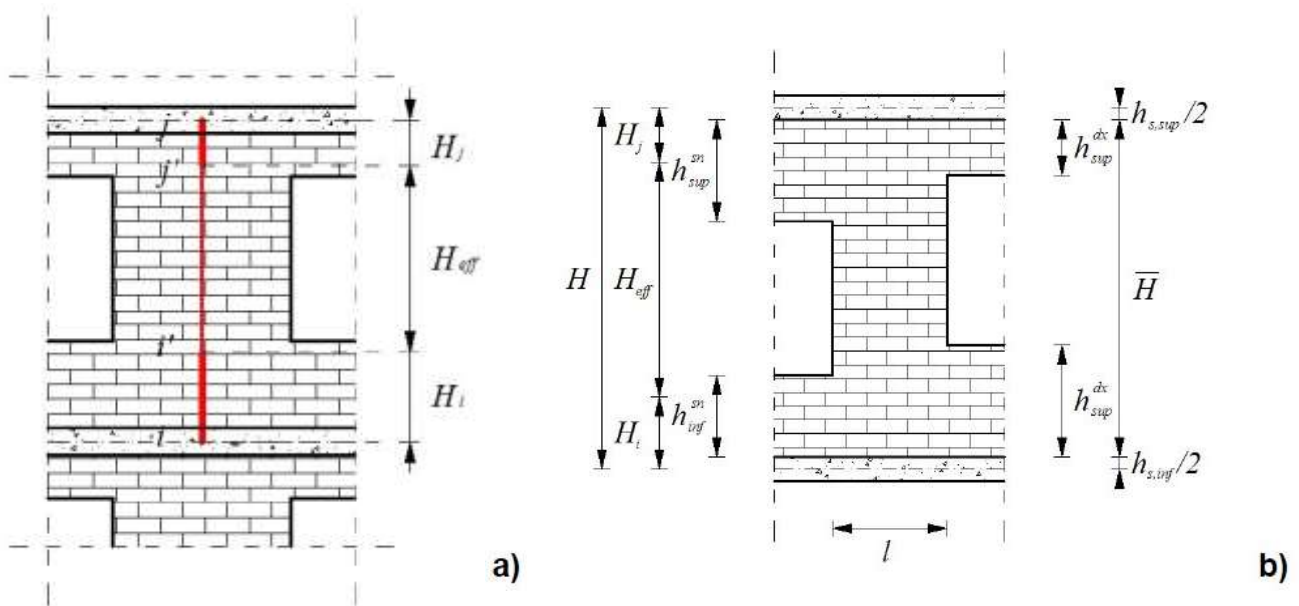 j
H_j
j'
H_eff
i'
H_i
i
a)
H
H_j
H_eff
H_i
h_sup^sn
h_inf^sn
l
h_s,sup/2
h_sup^dx
H̅
h_sup^dx
h_s,inf/2
b)